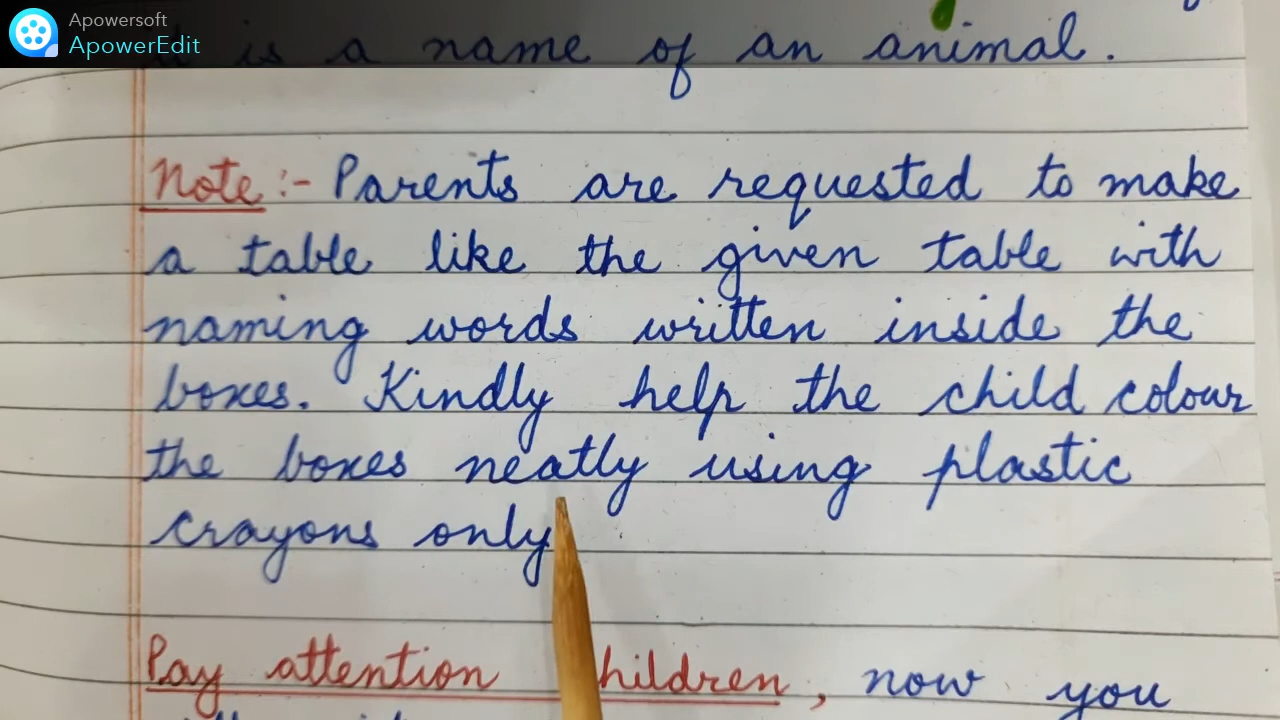 Apowersoft
ApowerEdit
is a name of an animal.
Note:- Parents are requested to make
a table like the given table with
naming words written inside the
boxes. Kindly help the child colour
the boxes neatly using plastic
crayons only
Pay attention hildren, now you